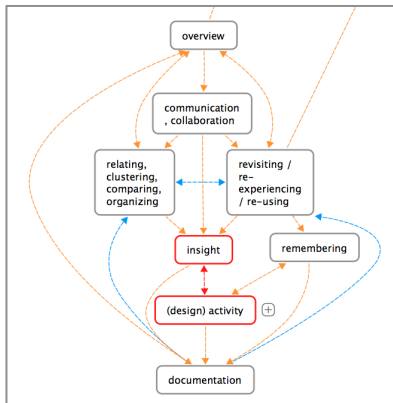 overview
communication
, collaboration
relating,
clustering,
comparing,
organizing
revisiting /
re-
experiencing
/ re-using
insight
remembering
(design) activity
documentation